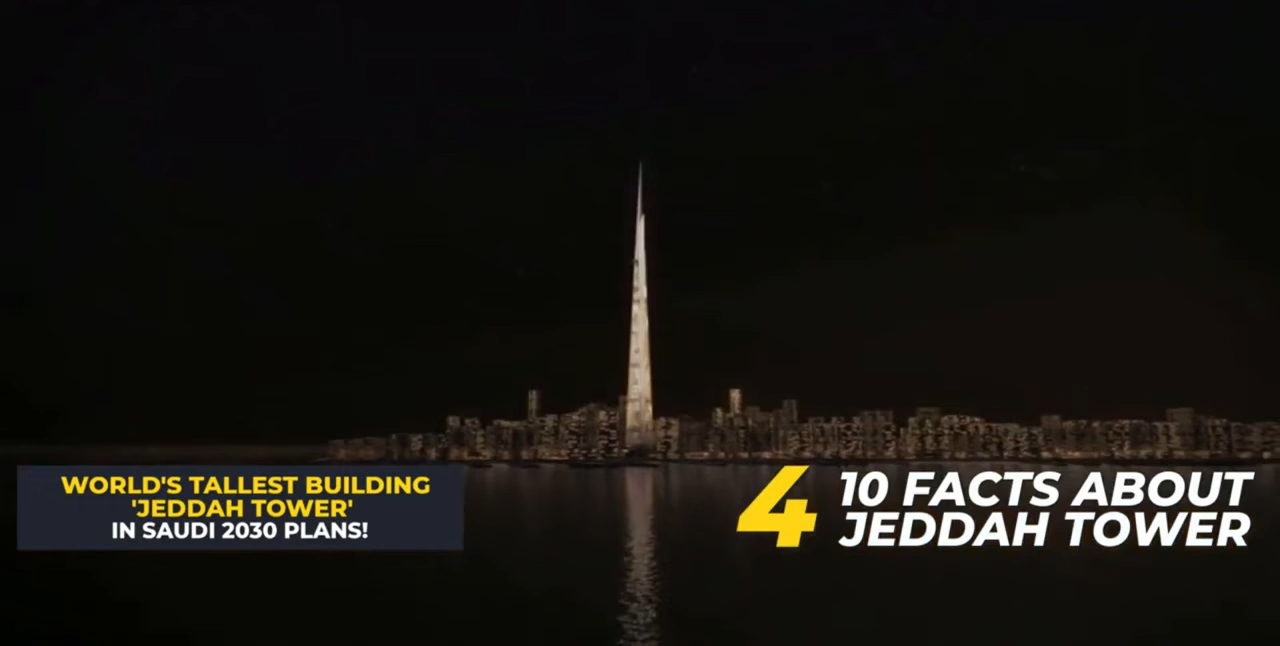 WORLD'S TALLEST BUILDING
'JEDDAH TOWER'
IN SAUDI 2030 PLANS!
4
10 FACTS ABOUT
JEDDAH TOWER